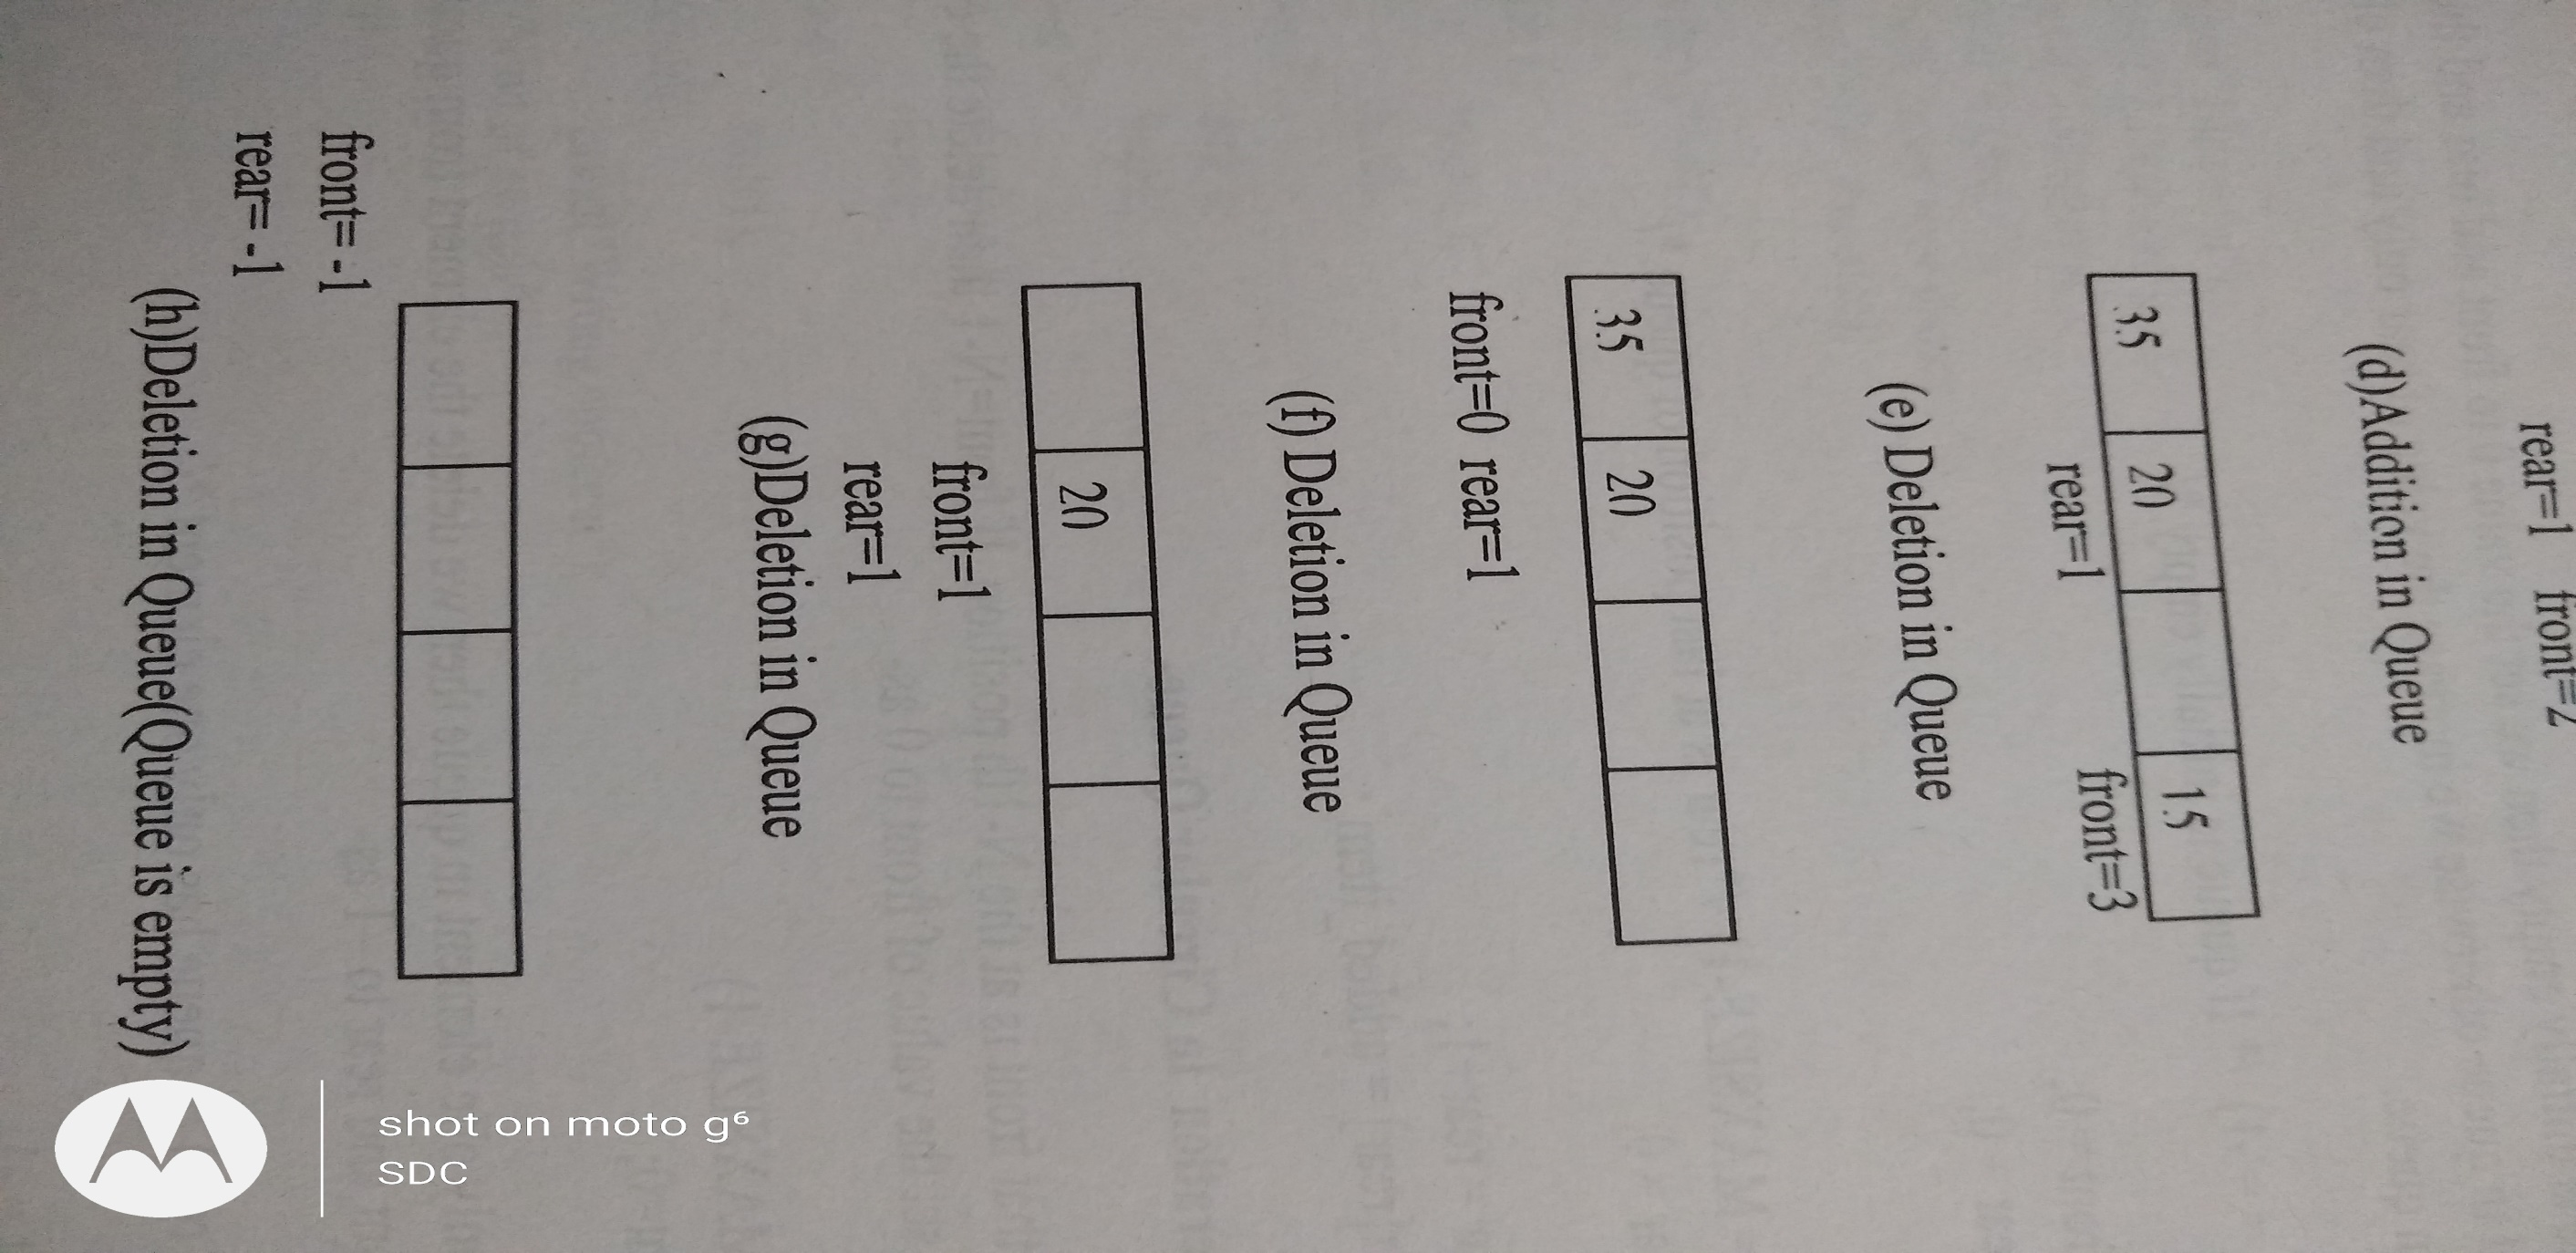 rear=1 front=2
(d)Addition in Queue
35 20 15
rear=1 front=3
(e) Deletion in Queue
35 20
front=0 rear=1
(f) Deletion in Queue
20
front=1
rear=1
(g)Deletion in Queue
front= -1
rear= -1
(h)Deletion in Queue(Queue is empty)
shot on moto g⁶
SDC